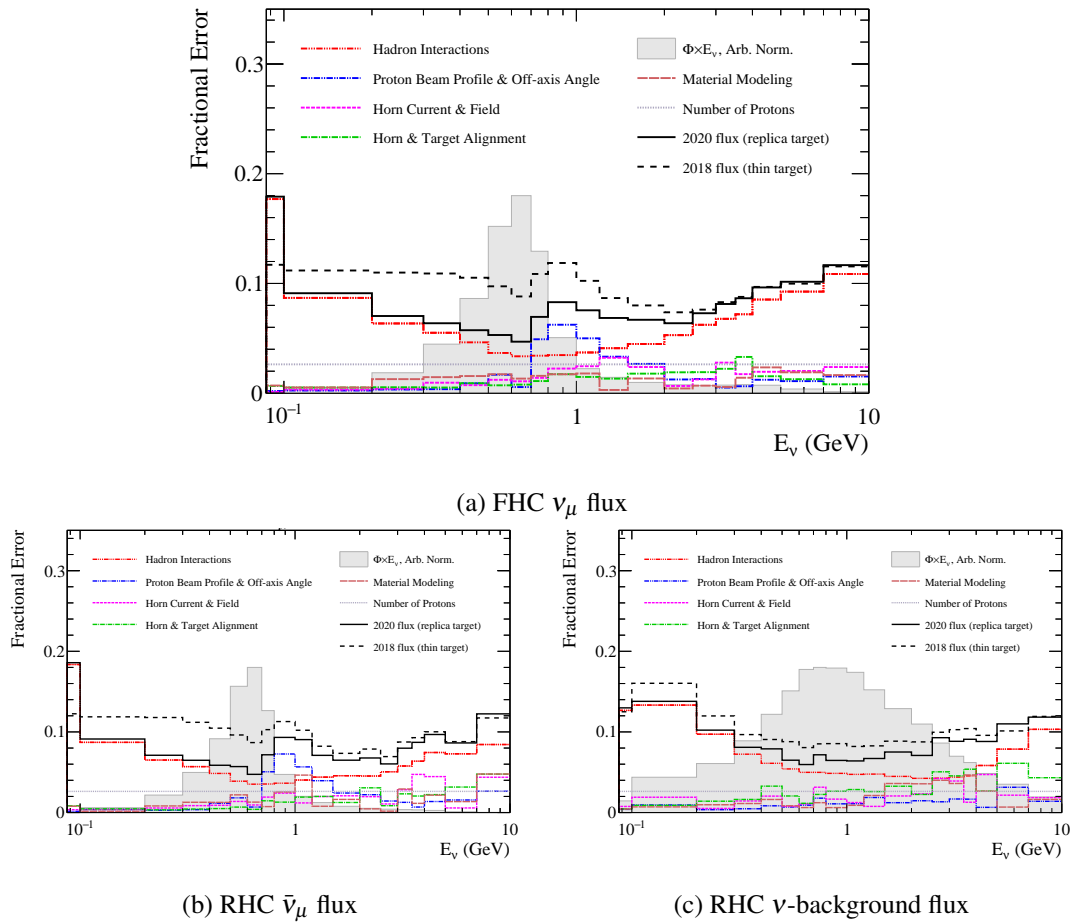 Fractional Error
0.3
0.2
0.1
0
Hadron Interactions
Proton Beam Profile & Off-axis Angle
Horn Current & Field
Horn & Target Alignment
Φ×Eν, Arb. Norm.
Material Modeling
Number of Protons
2020 flux (replica target)
2018 flux (thin target)
10⁻¹
1
10
Eν (GeV)
(a) FHC νμ flux
Fractional Error
0.3
0.2
0.1
0
Hadron Interactions
Proton Beam Profile & Off-axis Angle
Horn Current & Field
Horn & Target Alignment
Φ×Eν, Arb. Norm.
Material Modeling
Number of Protons
2020 flux (replica target)
2018 flux (thin target)
10⁻¹
1
10
Eν (GeV)
(b) RHC ν̄μ flux
Fractional Error
0.3
0.2
0.1
0
Hadron Interactions
Proton Beam Profile & Off-axis Angle
Horn Current & Field
Horn & Target Alignment
Φ×Eν, Arb. Norm.
Material Modeling
Number of Protons
2020 flux (replica target)
2018 flux (thin target)
10⁻¹
1
10
Eν (GeV)
(c) RHC ν-background flux